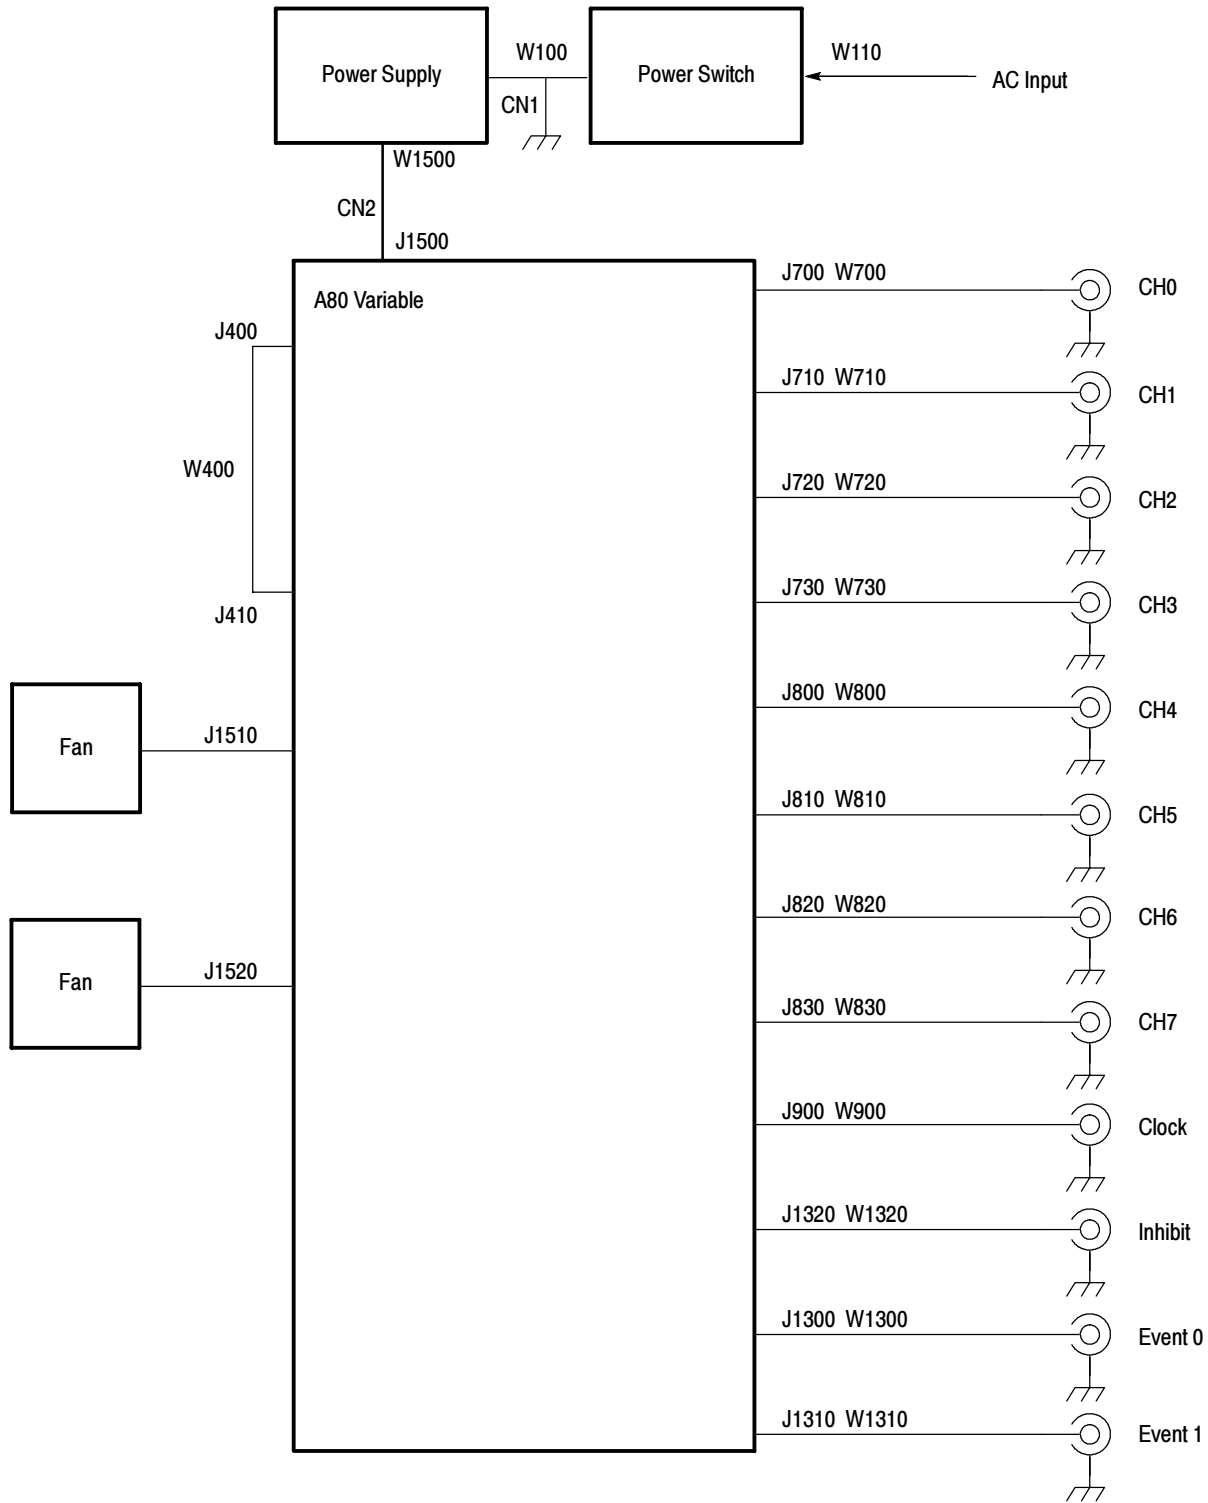 Power Supply
W100
CN1
Power Switch
W110
AC Input
W1500
CN2
J1500
A80 Variable
J400
W400
J410
Fan
J1510
Fan
J1520
J700 W700
CH0
J710 W710
CH1
J720 W720
CH2
J730 W730
CH3
J800 W800
CH4
J810 W810
CH5
J820 W820
CH6
J830 W830
CH7
J900 W900
Clock
J1320 W1320
Inhibit
J1300 W1300
Event 0
J1310 W1310
Event 1